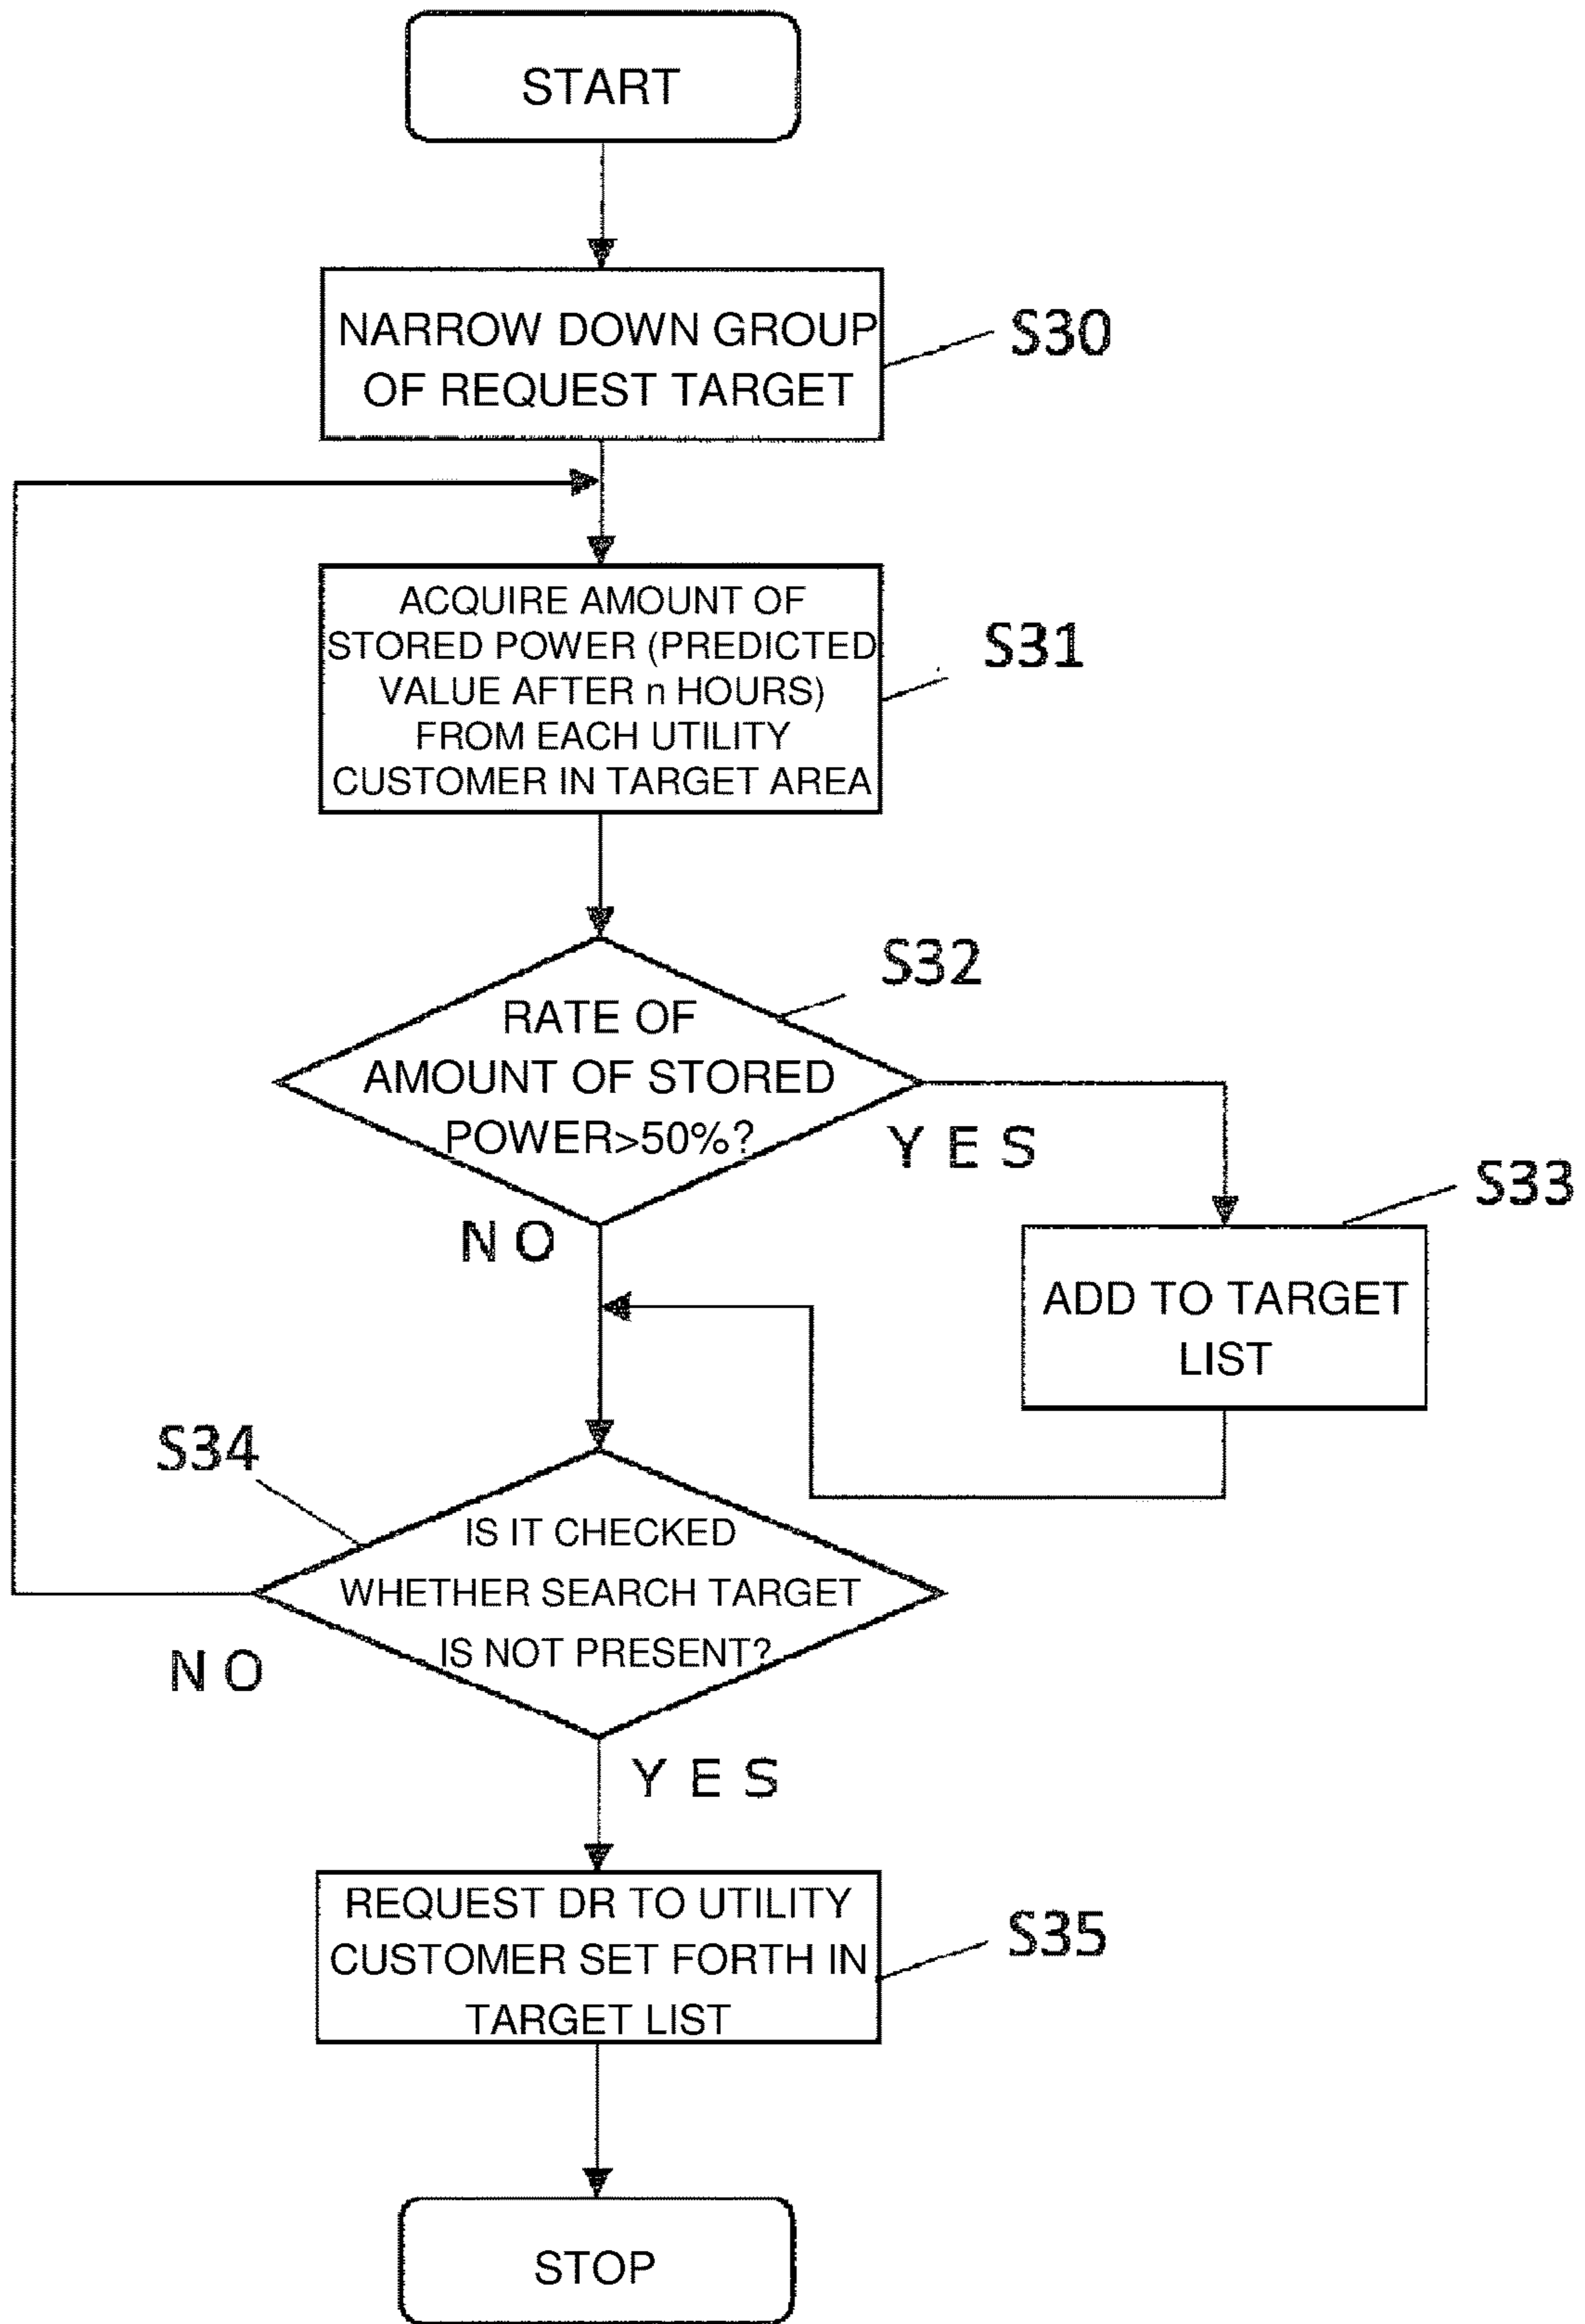 START
NARROW DOWN GROUP
OF REQUEST TARGET
S30
ACQUIRE AMOUNT OF
STORED POWER (PREDICTED
VALUE AFTER n HOURS)
FROM EACH UTILITY
CUSTOMER IN TARGET AREA
S31
S32
RATE OF
AMOUNT OF STORED
POWER>50%?
YES
NO
S33
ADD TO TARGET
LIST
S34
IS IT CHECKED
WHETHER SEARCH TARGET
IS NOT PRESENT?
NO
YES
REQUEST DR TO UTILITY
CUSTOMER SET FORTH IN
TARGET LIST
S35
STOP